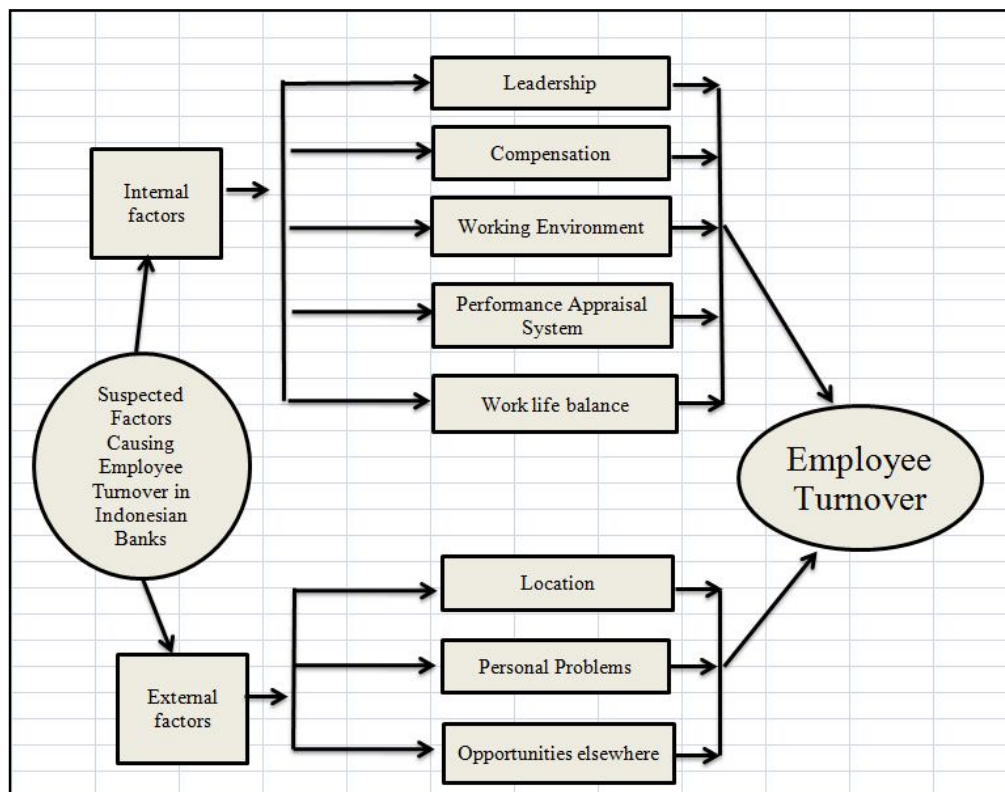 Leadership
Compensation
Internal
factors
Working Environment
Performance Appraisal
System
Work life balance
Suspected
Factors
Causing
Employee
Turnover in
Indonesian
Banks
Employee
Turnover
Location
External
factors
Personal Problems
Opportunities elsewhere